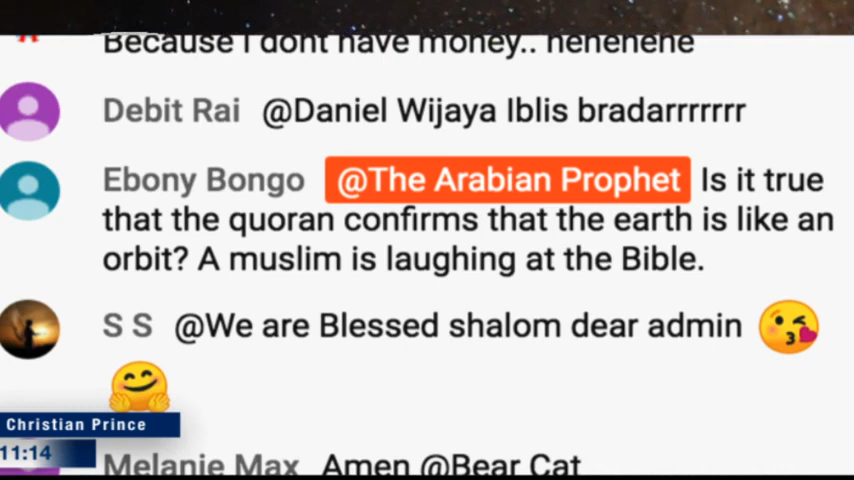 Because I dont have money.. hehehehe
Debit Rai @Daniel Wijaya Iblis bradarrrrrrr
Ebony Bongo @The Arabian Prophet Is it true
that the quoran confirms that the earth is like an
orbit? A muslim is laughing at the Bible.
S S @We are Blessed shalom dear admin 😘
🤗
Christian Prince
11:14
Melanie Max Amen @Bear Cat